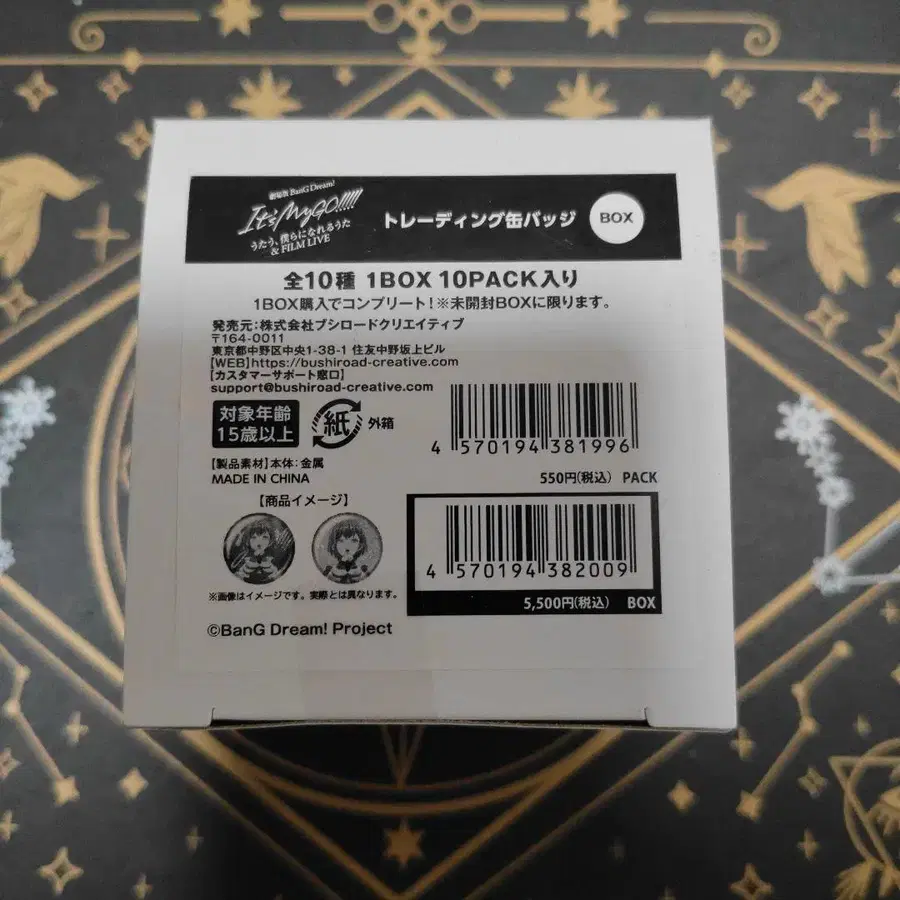 劇場版 BanG Dream!
It's MyGO!!!!!
うたう、僕らになれるうた
& FILM LIVE
トレーディング缶バッジ
BOX
全10種 1BOX 10PACK入り
1BOX購入でコンプリート!※未開封BOXに限ります。
発売元:株式会社ブシロードクリエイティブ
〒164-0011
東京都中野区中央1-38-1 住友中野坂上ビル
【WEB】https://bushiroad-creative.com
【カスタマーサポート窓口】
support@bushiroad-creative.com
対象年齢
15歳以上
紙
外箱
4 570194 381996
550円(税込) PACK
【製品素材】本体:金属
MADE IN CHINA
【商品イメージ】
※画像はイメージです。実際とは異なります。
4 570194 382009
5,500円(税込) BOX
©BanG Dream! Project